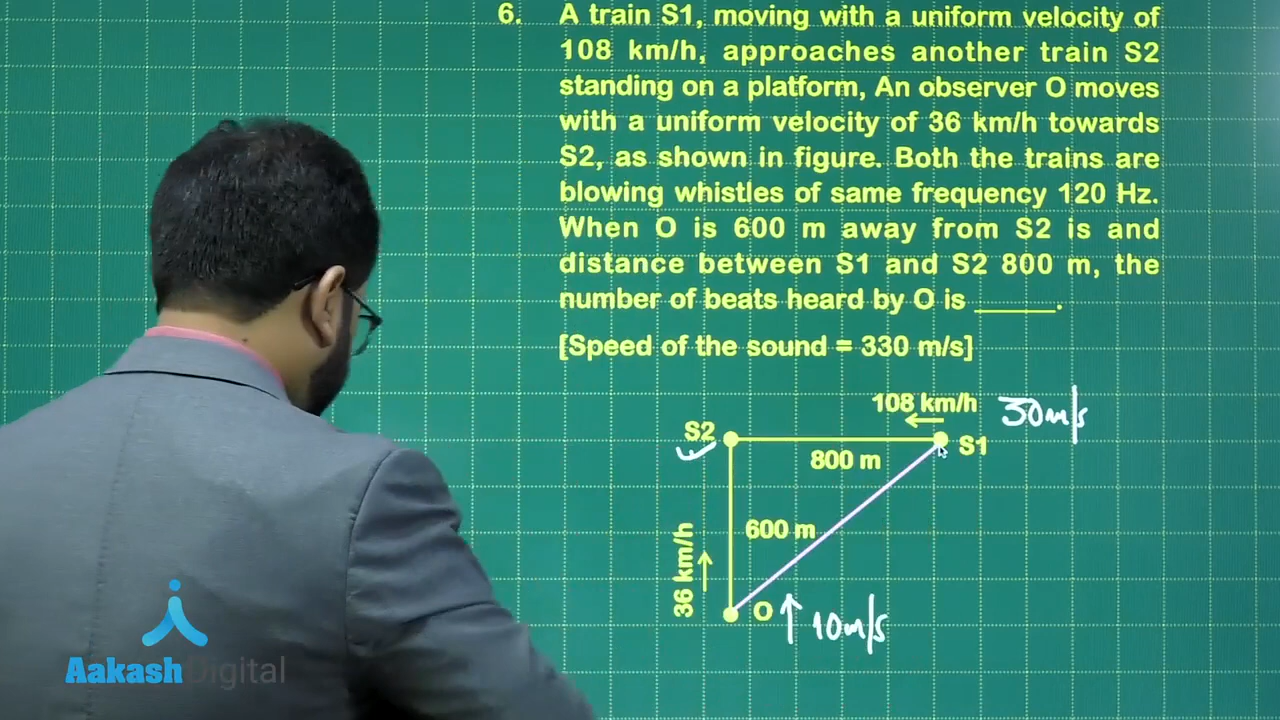 6. A train S1, moving with a uniform velocity of
108 km/h, approaches another train S2
standing on a platform, An observer O moves
with a uniform velocity of 36 km/h towards
S2, as shown in figure. Both the trains are
blowing whistles of same frequency 120 Hz.
When O is 600 m away from S2 is and
distance between S1 and S2 800 m, the
number of beats heard by O is ______.
[Speed of the sound = 330 m/s]
108 km/h 30m/s
S2 S1
800 m
600 m
36 km/h
O 10m/s
Aakash Digital